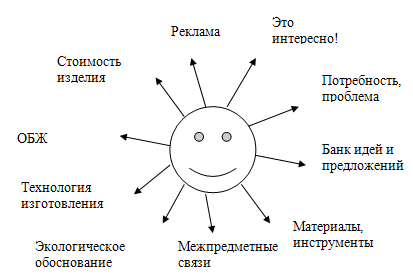 Реклама
Это
интересно!
Потребность,
проблема
Банк идей и
предложений
Материалы,
инструменты
Межпредметные
связи
Экологическое
обоснование
Технология
изготовления
ОБЖ
Стоимость
изделия